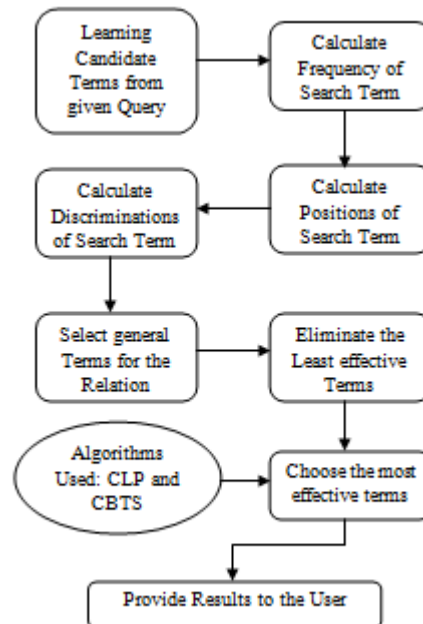 Learning
Candidate
Terms from
given Query
Calculate
Frequency of
Search Term
Calculate
Positions of
Search Term
Calculate
Discriminations
of Search Term
Select general
Terms for the
Relation
Eliminate the
Least effective
Terms
Algorithms
Used: CLP and
CBTS
Choose the most
effective terms
Provide Results to the User